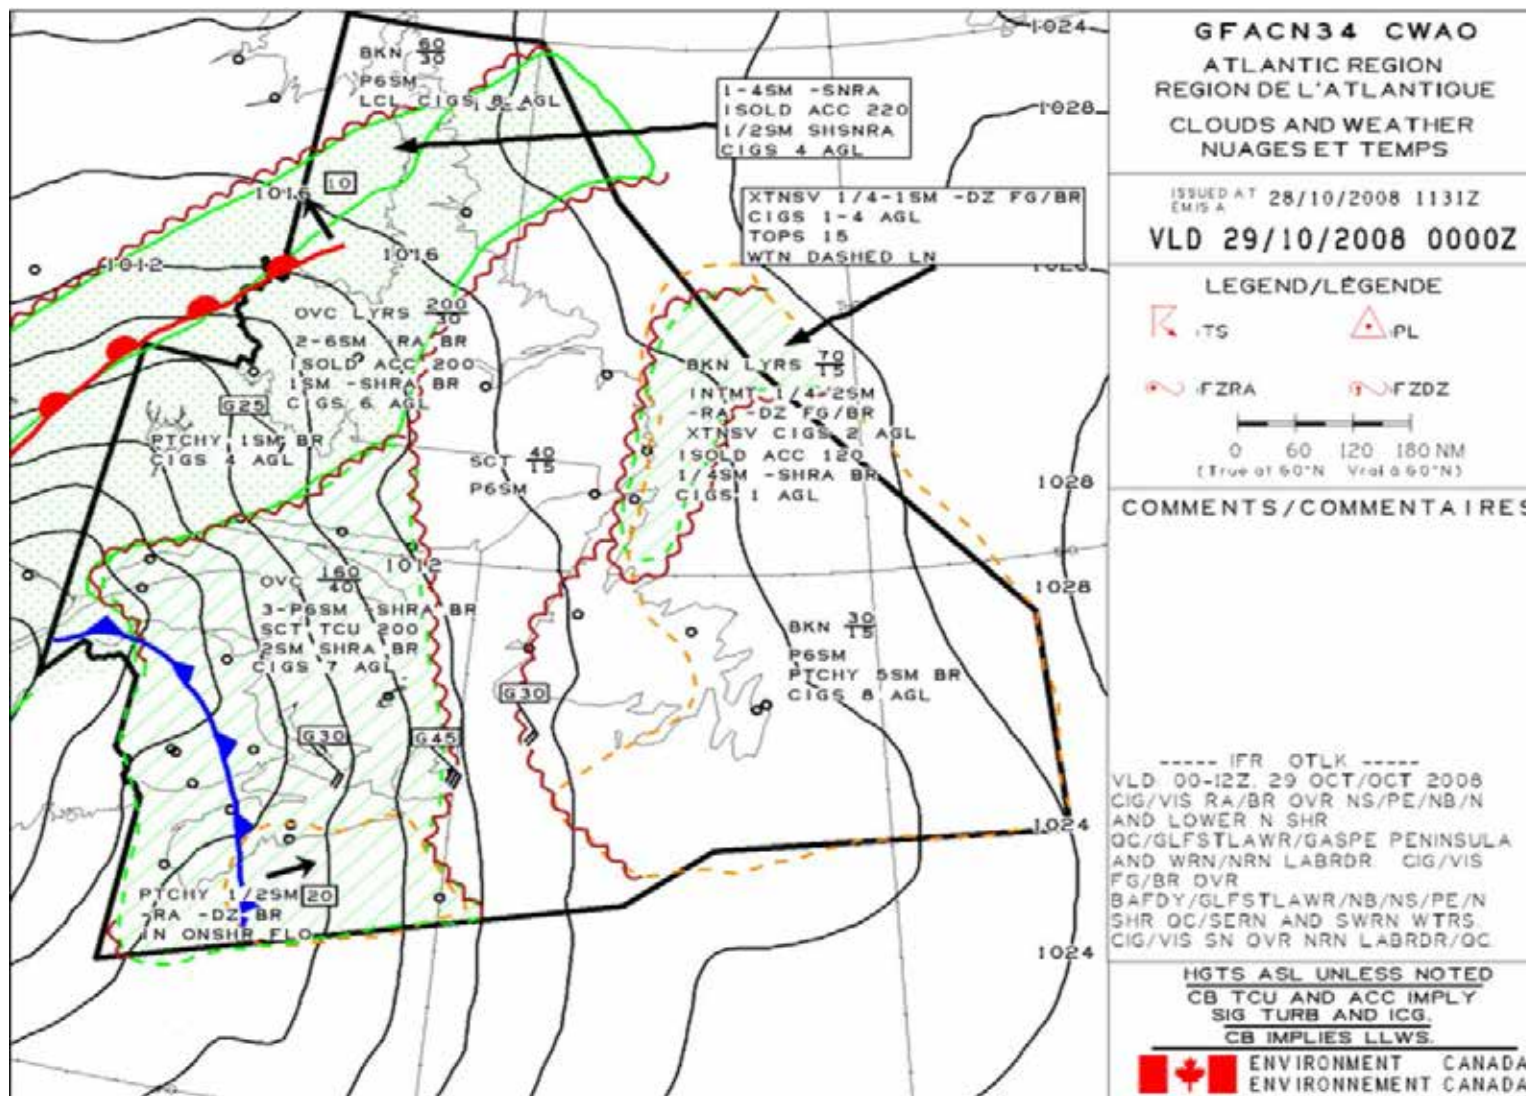 BKN 60/30
P6SM
LCL CIGS 8 AGL
1-4SM -SNRA
ISOLD ACC 220
1/2SM SHSNRA
CIGS 4 AGL
XTNSV 1/4-1SM -DZ FG/BR
CIGS 1-4 AGL
TOPS 15
WTN DASHED LN
1024
1028
10
1016
1016
1012
OVC LYRS 200/30
2-6SM -RA BR
ISOLD ACC 200
1SM -SHRA BR
CIGS 6 AGL
G25
PTCHY 1SM BR
CIGS 4 AGL
SCT 40/15
P6SM
BKN LYRS 70/15
INTMT 1/4-2SM
-RA -DZ FG/BR
XTNSV CIGS 2 AGL
ISOLD ACC 120
1/4SM -SHRA BR
CIGS 1 AGL
1028
1012
1028
OVC 160/40
3-P6SM -SHRA BR
SCT TCU 200
2SM SHRA BR
CIGS 7 AGL
BKN 30/15
P6SM
PTCHY 5SM BR
CIGS 8 AGL
G30
G30
G45
1024
20
PTCHY 1/2SM
-RA -DZ BR
IN ONSHR FLO
1024
GFACN34 CWAO
ATLANTIC REGION
REGION DE L'ATLANTIQUE
CLOUDS AND WEATHER
NUAGES ET TEMPS
ISSUED AT 28/10/2008 1131Z
EMIS A
VLD 29/10/2008 0000Z
LEGEND/LÉGENDE
TS
PL
FZRA
FZDZ
0 60 120 180 NM
(True at 60°N Vrai à 60°N)
COMMENTS/COMMENTAIRES
----- IFR OTLK -----
VLD 00-12Z, 29 OCT/OCT 2008
CIG/VIS RA/BR OVR NS/PE/NB/N
AND LOWER N SHR
QC/GLFSTLAWR/GASPE PENINSULA
AND WRN/NRN LABRDR. CIG/VIS
FG/BR OVR
BAFDY/GLFSTLAWR/NB/NS/PE/N
SHR QC/SERN AND SWRN WTRS.
CIG/VIS SN OVR NRN LABRDR/QC
HGTS ASL UNLESS NOTED
CB TCU AND ACC IMPLY
SIG TURB AND ICG.
CB IMPLIES LLWS.
ENVIRONMENT CANADA
ENVIRONNEMENT CANADA